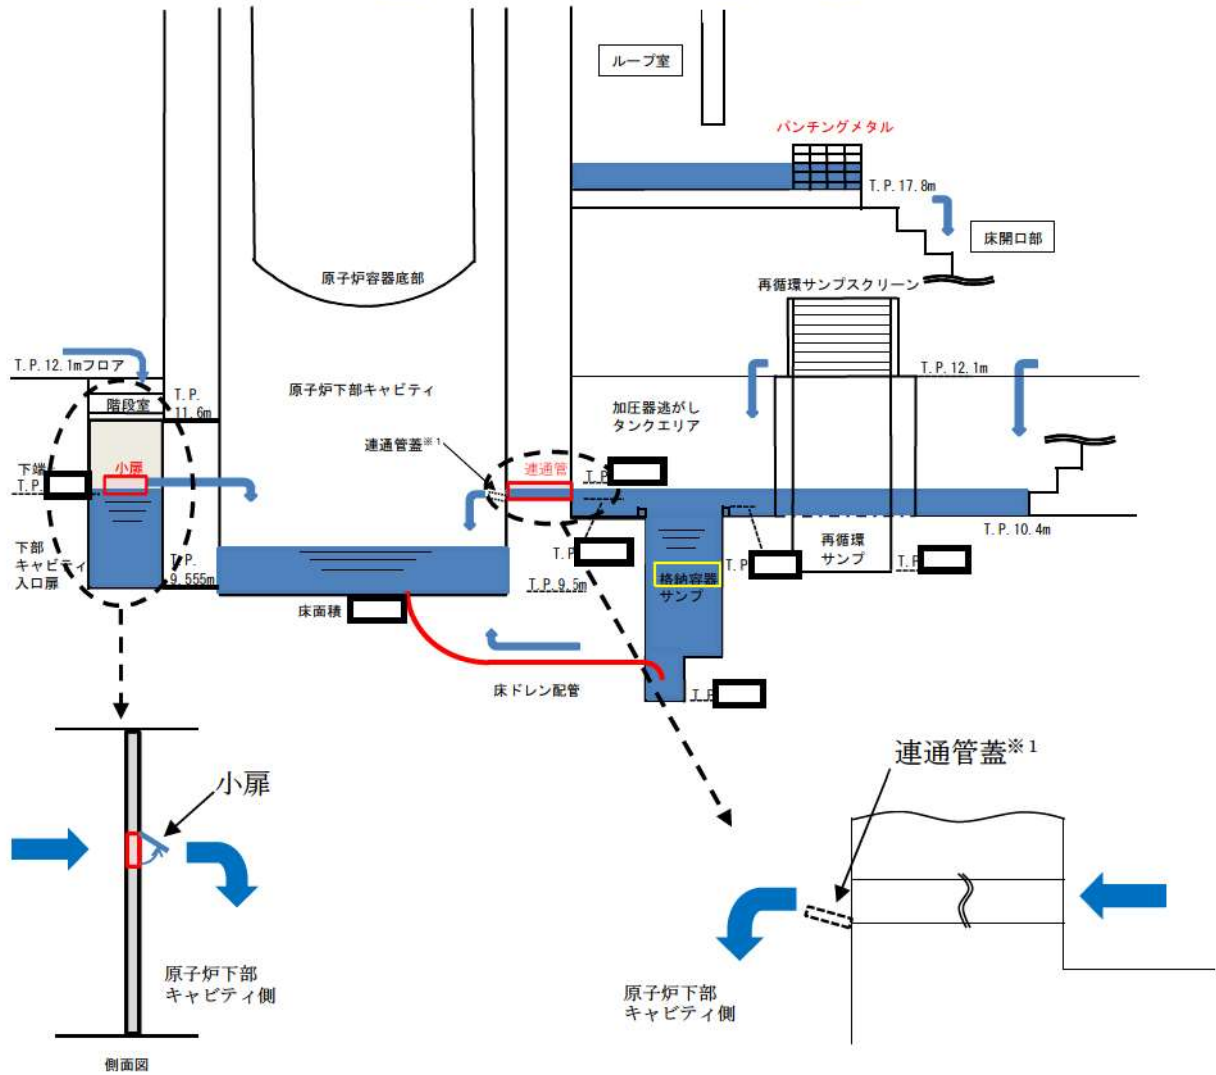 ループ室
パンチングメタル
T.P.17.8m
床開口部
原子炉容器底部
再循環サンプスクリーン
T.P.12.1mフロア
T.P.12.1m
階段室
T.P.
11.6m
原子炉下部キャビティ
加圧器逃がし
タンクエリア
連通管蓋※1
連通管
下端
T.P.
小扉
T.P
T.P.10.4m
下部
キャビティ
入口扉
T.P.
9.555m
T.P
T.P
再循環
サンプ
T.P.
格納容器
サンプ
T.P.9.5m
床面積
床ドレン配管
T.P
小扉
連通管蓋※1
原子炉下部
キャビティ側
原子炉下部
キャビティ側
側面図